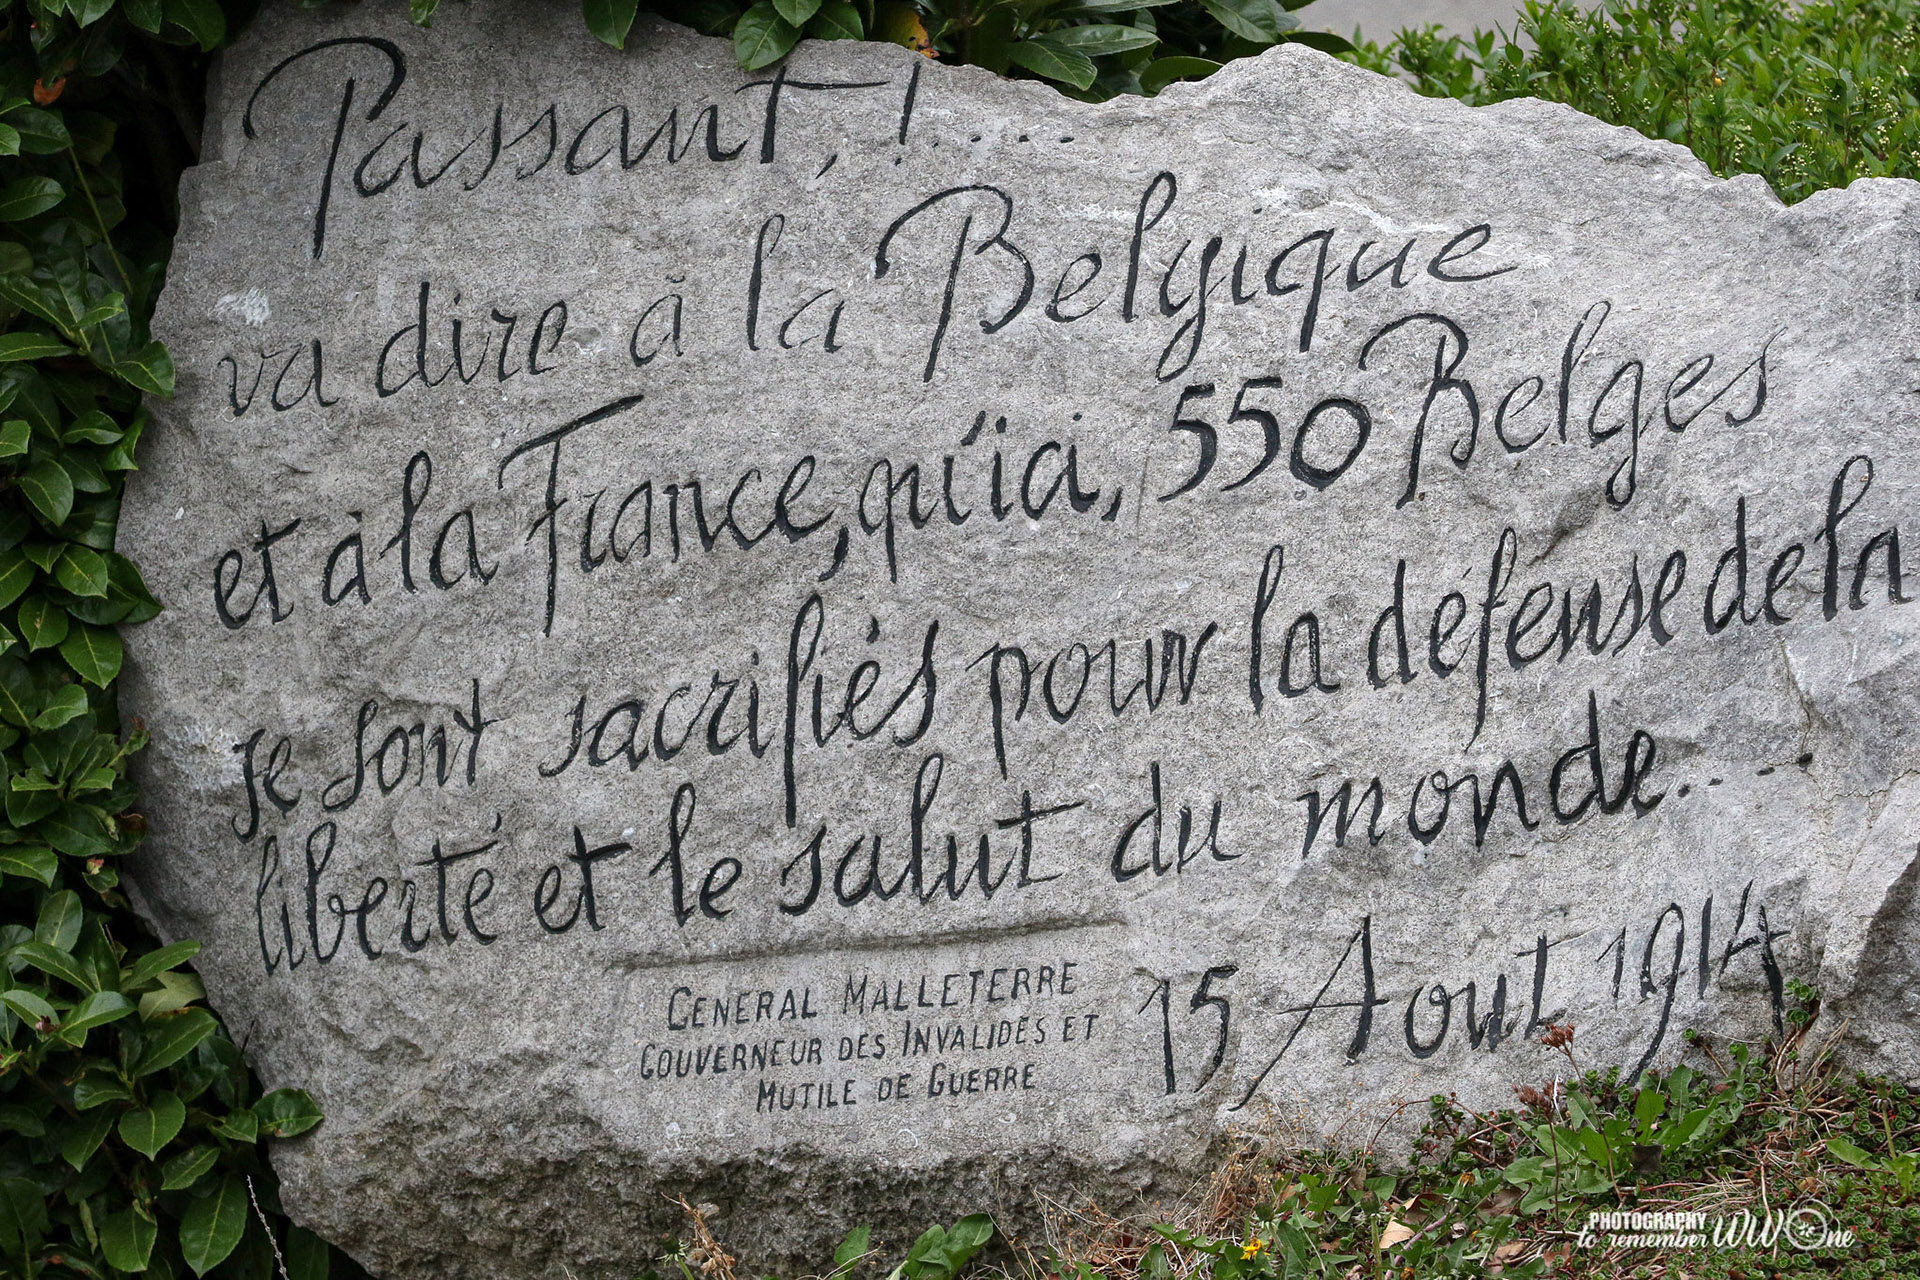 Passant, !....
va dire à la Belgique
et à la France, qu'ici, 550 Belges
se sont sacrifiés pour la défense de la
liberté et le salut du monde....
GENERAL MALLETERRE
GOUVERNEUR DES INVALIDES ET
MUTILE DE GUERRE
15 Aout 1914
PHOTOGRAPHY
to remember WWOne